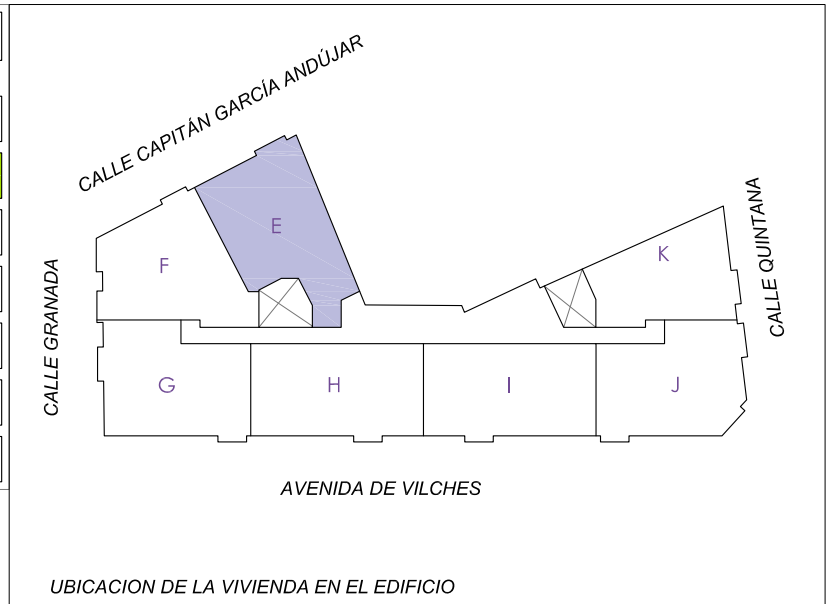 CALLE CAPITÁN GARCÍA ANDÚJAR
E
F
K
CALLE QUINTANA
CALLE GRANADA
G
H
I
J
AVENIDA DE VILCHES
UBICACION DE LA VIVIENDA EN EL EDIFICIO